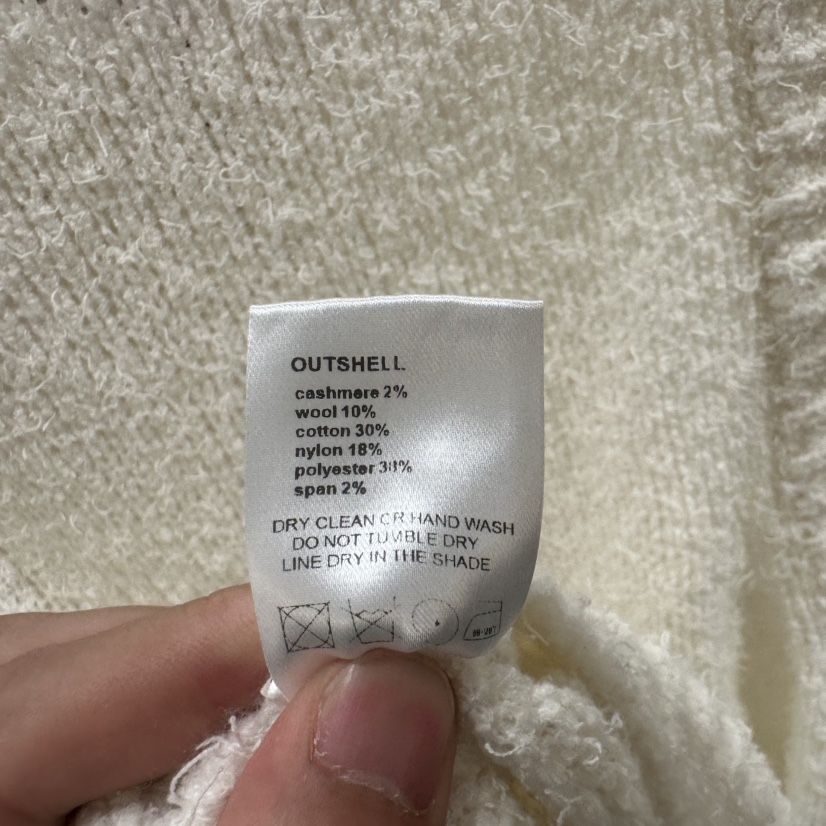 OUTSHELL
cashmere 2%
wool 10%
cotton 30%
nylon 18%
polyester 38%
span 2%
DRY CLEAN OR HAND WASH
DO NOT TUMBLE DRY
LINE DRY IN THE SHADE